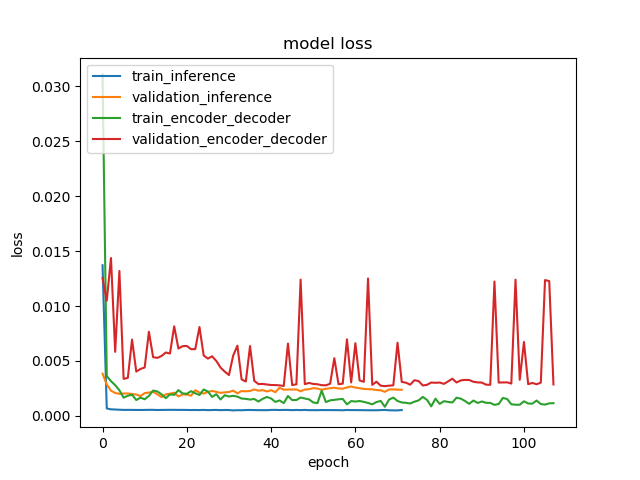 model loss
train_inference
validation_inference
train_encoder_decoder
validation_encoder_decoder
loss
0.030
0.025
0.020
0.015
0.010
0.005
0.000
0 20 40 60 80 100
epoch